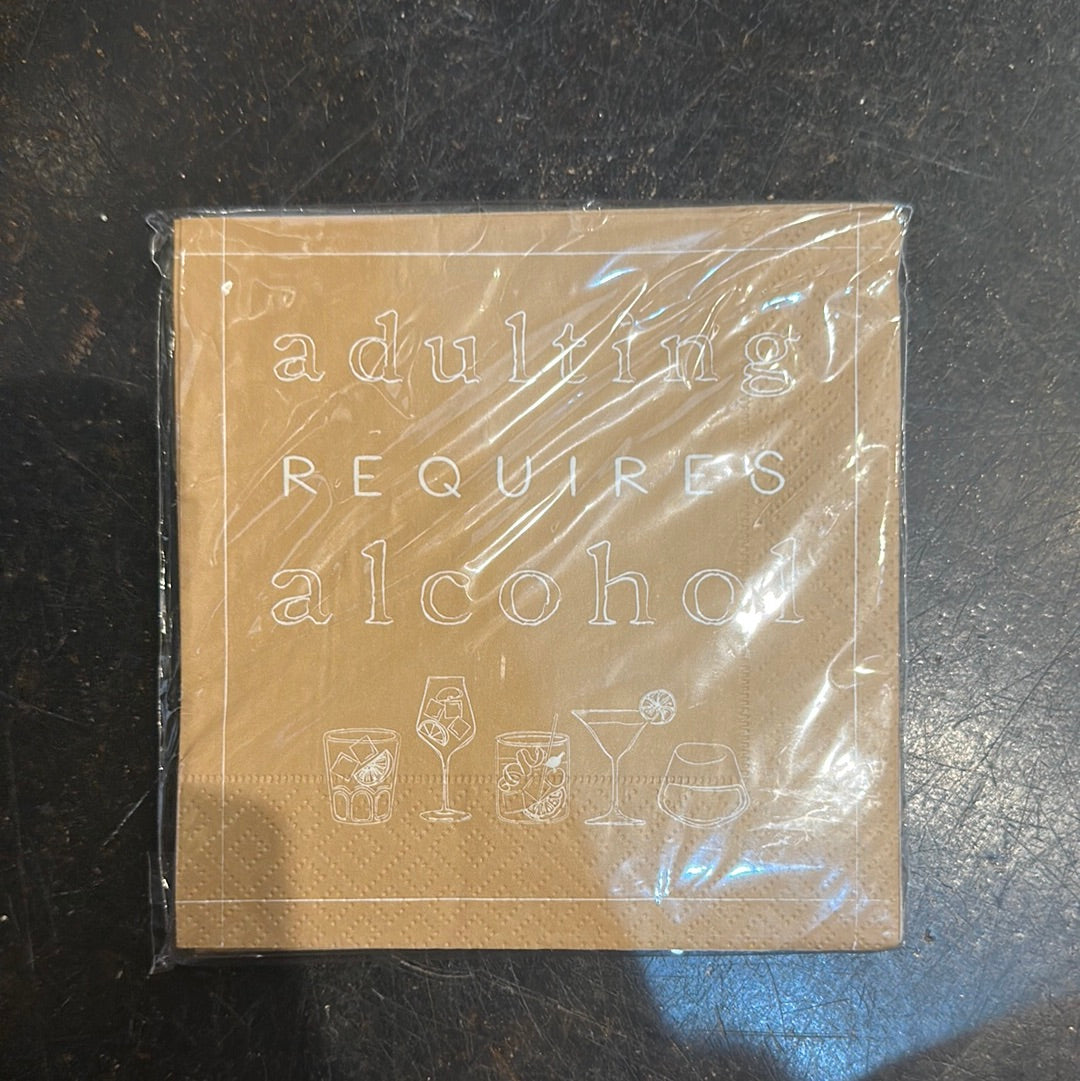 adulting
REQUIRES
alcohol